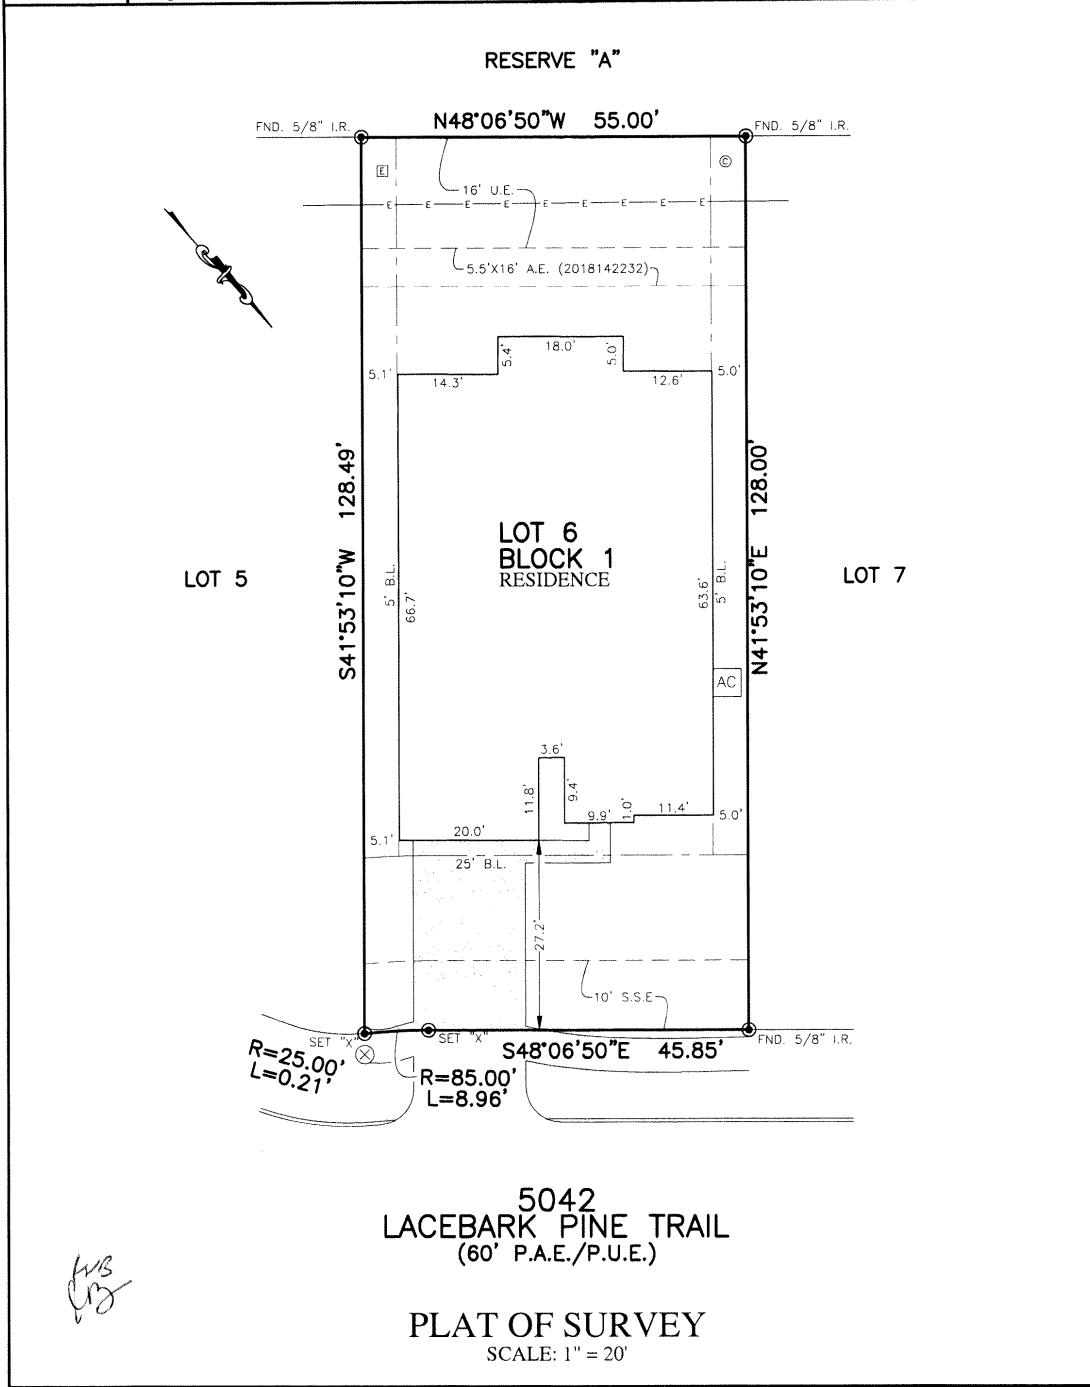 RESERVE "A"
FND. 5/8" I.R.
N48°06'50"W 55.00'
FND. 5/8" I.R.
E
C
16' U.E.
E E E E E E E E E
5.5'X16' A.E. (2018142232)
18.0'
5.4'
5.0'
5.1'
14.3'
12.6'
5.0'
S41°53'10"W 128.49'
N41°53'10"E 128.00'
LOT 6
BLOCK 1
RESIDENCE
LOT 5
LOT 7
5' B.L.
66.7'
63.6'
5' B.L.
AC
3.6'
11.8'
9.4'
9.9'
1.0'
11.4'
5.0'
5.1'
20.0'
25' B.L.
27.2'
10' S.S.E
SET "X"
SET "X"
S48°06'50"E 45.85'
FND. 5/8" I.R.
R=25.00'
L=0.21'
R=85.00'
L=8.96'
5042
LACEBARK PINE TRAIL
(60' P.A.E./P.U.E.)
PLAT OF SURVEY
SCALE: 1" = 20'